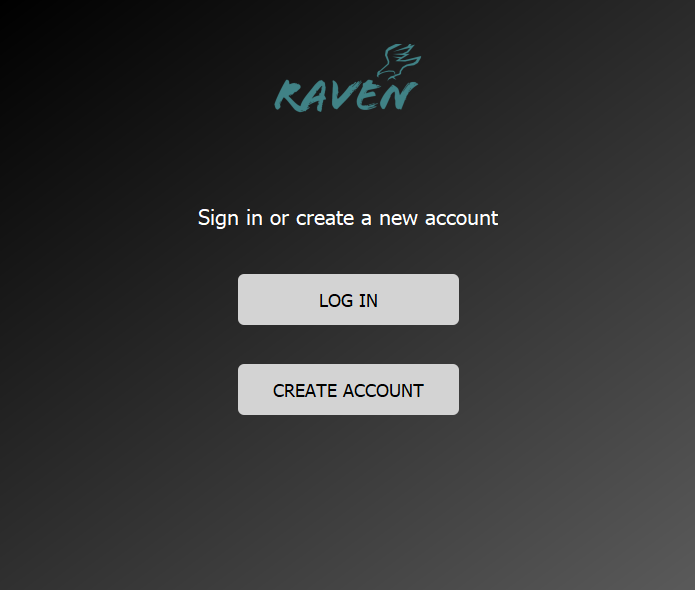 RAVEN
Sign in or create a new account
LOG IN
CREATE ACCOUNT